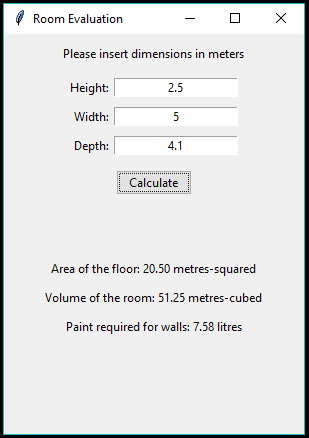 Room Evaluation
Please insert dimensions in meters
Height: 2.5
Width: 5
Depth: 4.1
Calculate
Area of the floor: 20.50 metres-squared
Volume of the room: 51.25 metres-cubed
Paint required for walls: 7.58 litres